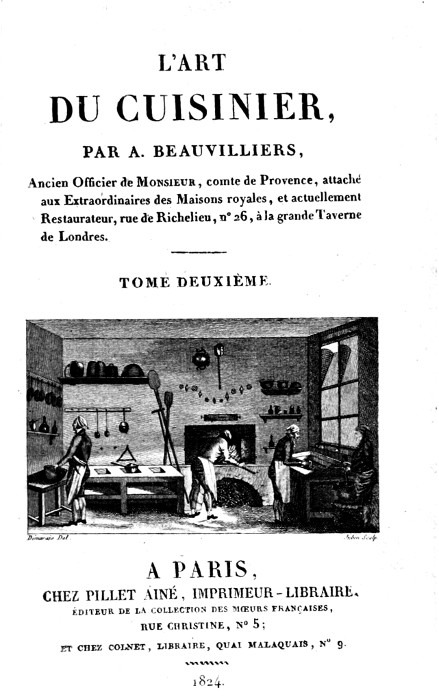 L'ART
DU CUISINIER,
PAR A. BEAUVILLIERS,
Ancien Officier de MONSIEUR, comte de Provence, attaché
aux Extraordinaires des Maisons royales, et actuellement
Restaurateur, rue de Richelieu, n° 26, à la grande Taverne
de Londres.
TOME DEUXIÈME.
Del.
Sculp.
A PARIS,
CHEZ PILLET AINÉ, IMPRIMEUR-LIBRAIRE,
ÉDITEUR DE LA COLLECTION DES MŒURS FRANÇAISES,
RUE CHRISTINE, N° 5;
ET CHEZ COLNET, LIBRAIRE, QUAI MALAQUAIS, N° 9.
1824.